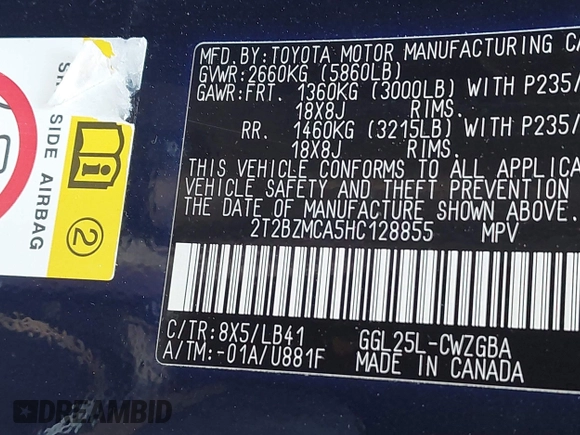 SIDE AIRBAG
i
2
MFD.BY:TOYOTA MOTOR MANUFACTURING CA
GVWR:2660KG (5860LB)
GAWR:FRT. 1360KG (3000LB) WITH P235/
18X8J RIMS.
RR. 1460KG (3215LB) WITH P235/
18X8J RIMS.
THIS VEHICLE CONFORMS TO ALL APPLICA
VEHICLE SAFETY AND THEFT PREVENTION
THE DATE OF MANUFACTURE SHOWN ABOVE.
2T2BZMCA5HC128855 MPV
C/TR:8X5/LB41 GGL25L-CWZGBA
A/TM:-01A/U881F MADE IN CANADA
DREAMBID